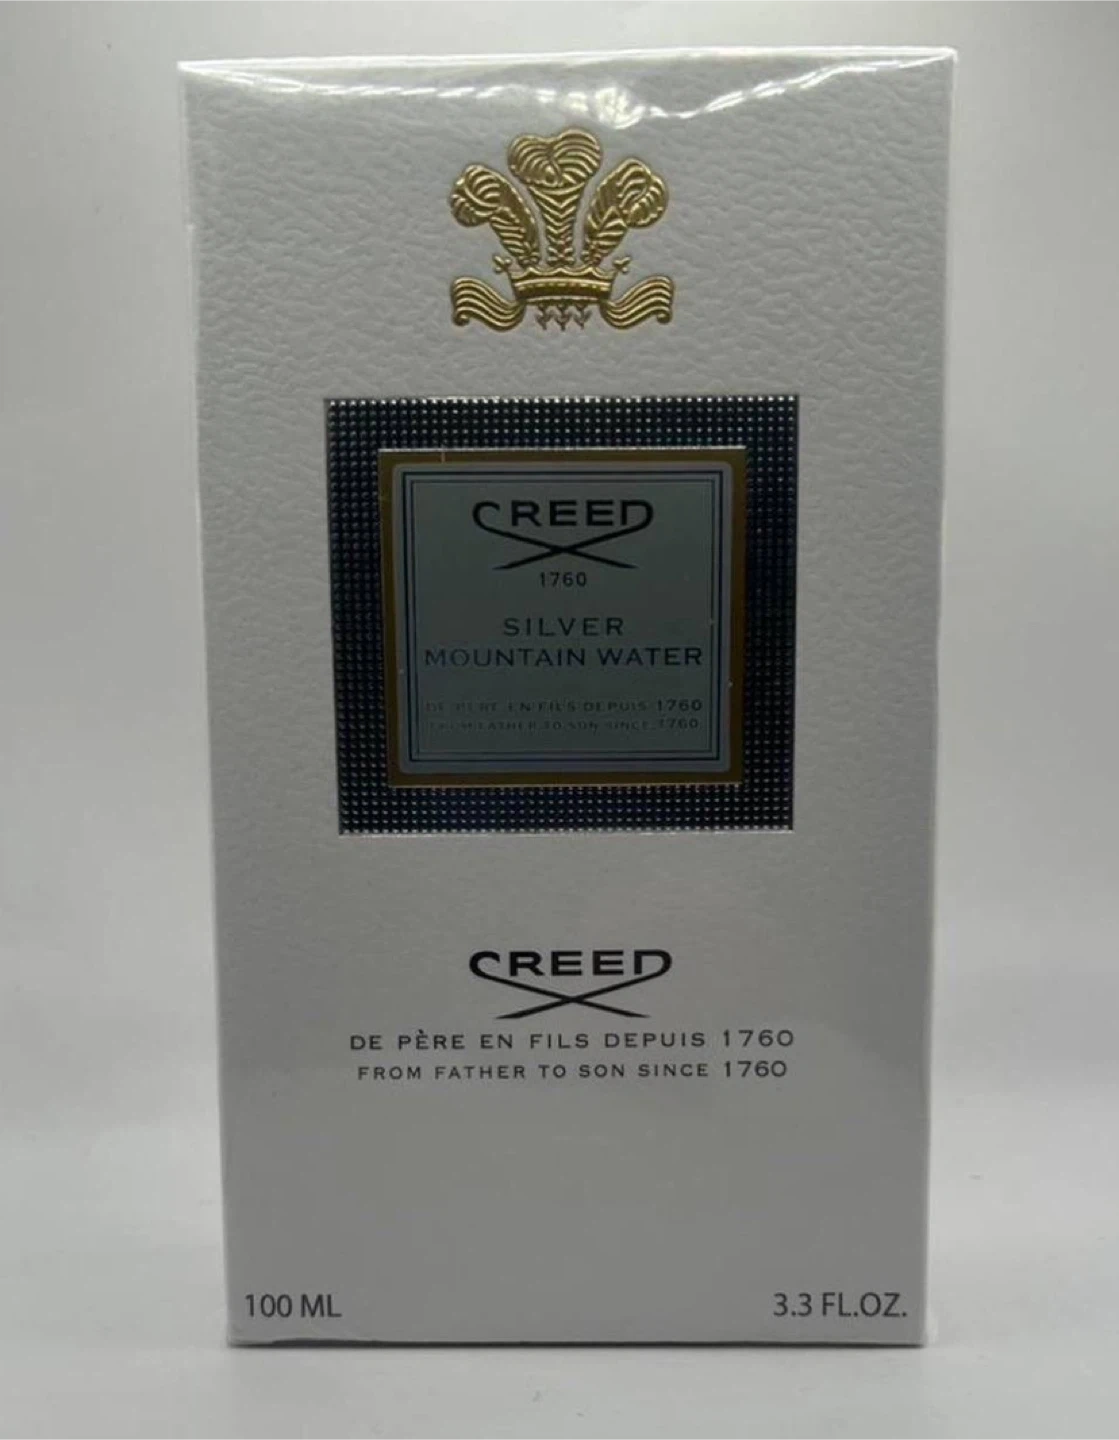 CREED
1760
SILVER
MOUNTAIN WATER
DE PÈRE EN FILS DEPUIS 1760
FROM FATHER TO SON SINCE 1760
CREED
DE PÈRE EN FILS DEPUIS 1760
FROM FATHER TO SON SINCE 1760
100 ML
3.3 FL.OZ.